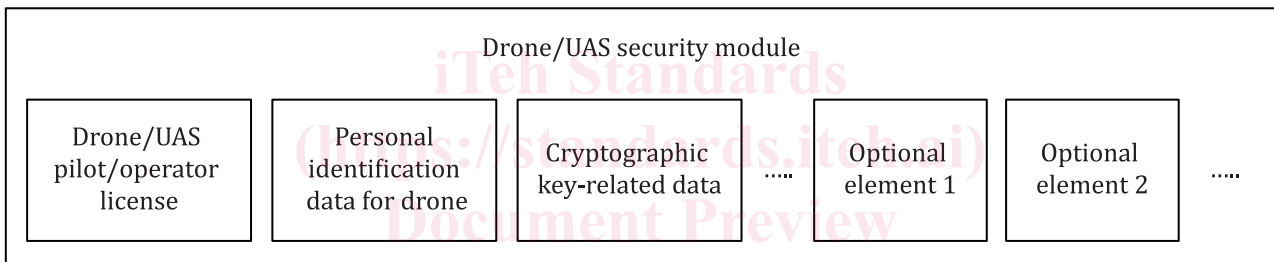 Drone/UAS security module
iTeh Standards
(https://standards.iteh.ai)
Document Preview
Drone/UAS
pilot/operator
license
Personal
identification
data for drone
Cryptographic
key-related data
.....
Optional
element 1
Optional
element 2
.....